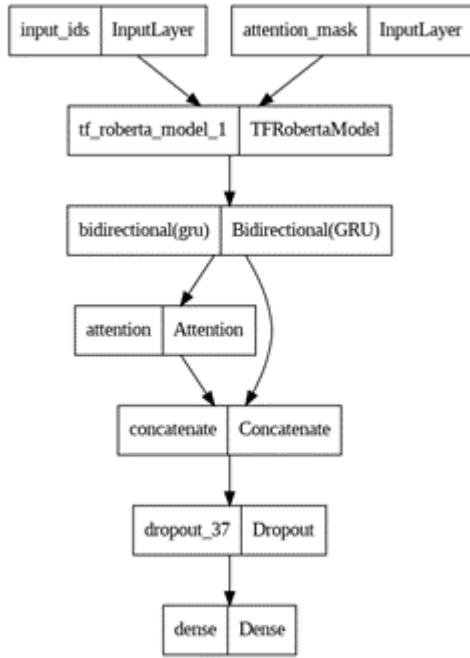 input_ids InputLayer attention_mask InputLayer
tf_roberta_model_1 TFRobertaModel
bidirectional(gru) Bidirectional(GRU)
attention Attention
concatenate Concatenate
dropout_37 Dropout
dense Dense